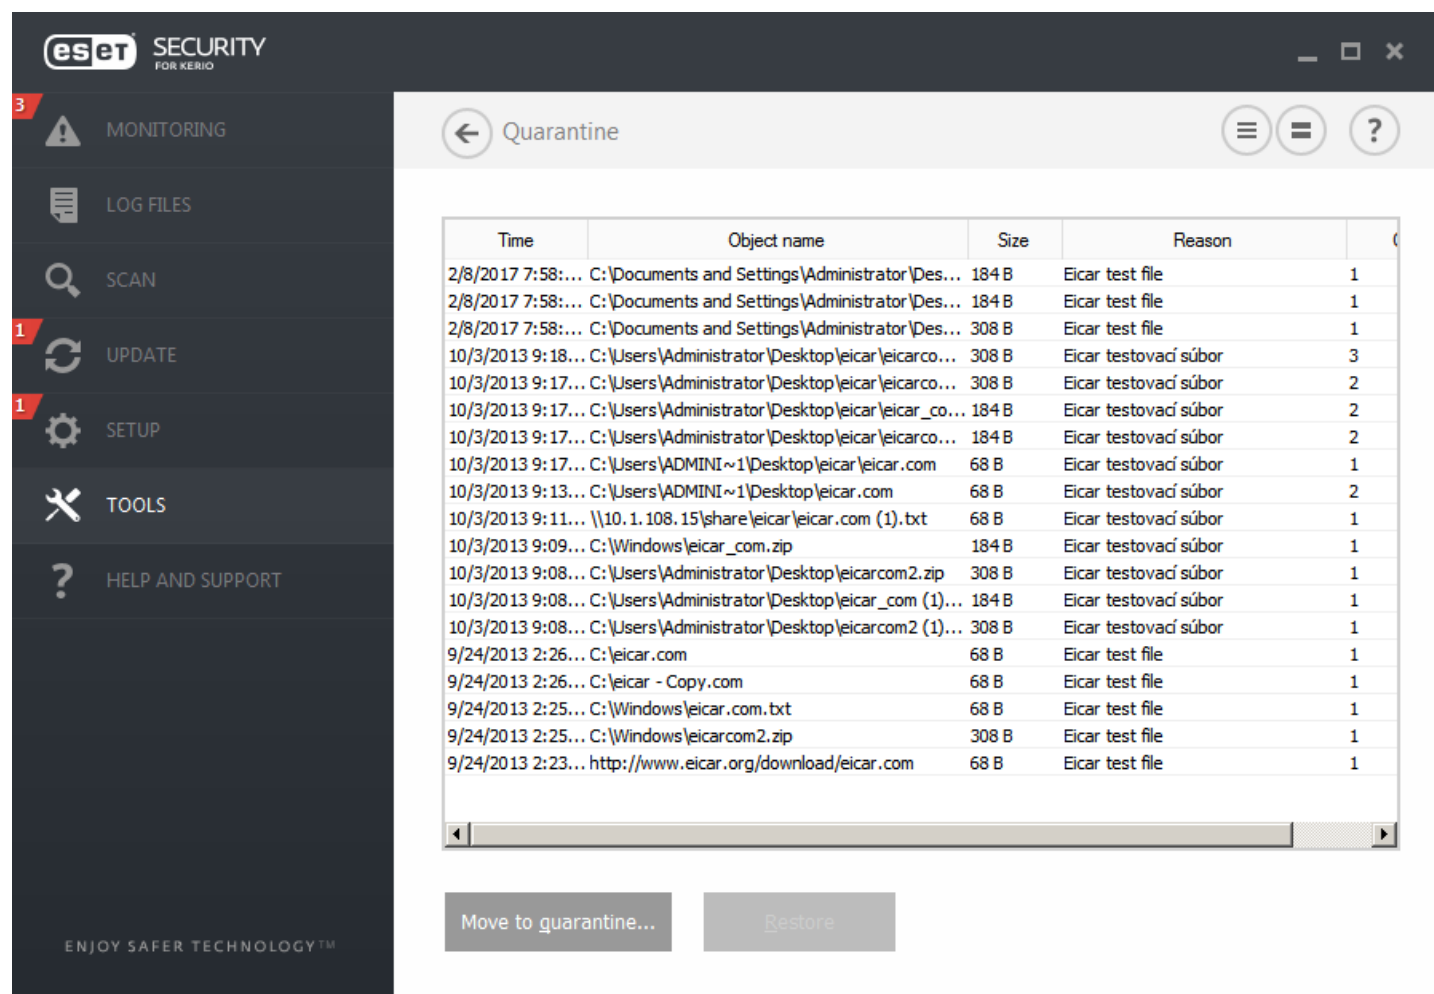 eset SECURITY
FOR KERIO
3
MONITORING
LOG FILES
SCAN
1
UPDATE
1
SETUP
TOOLS
HELP AND SUPPORT
ENJOY SAFER TECHNOLOGY™
Quarantine
?
Time Object name Size Reason
2/8/2017 7:58:... C:\Documents and Settings\Administrator\Des... 184 B Eicar test file 1
2/8/2017 7:58:... C:\Documents and Settings\Administrator\Des... 184 B Eicar test file 1
2/8/2017 7:58:... C:\Documents and Settings\Administrator\Des... 308 B Eicar test file 1
10/3/2013 9:18... C:\Users\Administrator\Desktop\eicar\eicarco... 308 B Eicar testovací súbor 3
10/3/2013 9:17... C:\Users\Administrator\Desktop\eicar\eicarco... 308 B Eicar testovací súbor 2
10/3/2013 9:17... C:\Users\Administrator\Desktop\eicar\eicar_co... 184 B Eicar testovací súbor 2
10/3/2013 9:17... C:\Users\Administrator\Desktop\eicar\eicarco... 184 B Eicar testovací súbor 2
10/3/2013 9:17... C:\Users\ADMINI~1\Desktop\eicar\eicar.com 68 B Eicar testovací súbor 1
10/3/2013 9:13... C:\Users\ADMINI~1\Desktop\eicar.com 68 B Eicar testovací súbor 2
10/3/2013 9:11... \\10.1.108.15\share\eicar\eicar.com (1).txt 68 B Eicar testovací súbor 1
10/3/2013 9:09... C:\Windows\eicar_com.zip 184 B Eicar testovací súbor 1
10/3/2013 9:08... C:\Users\Administrator\Desktop\eicarcom2.zip 308 B Eicar testovací súbor 1
10/3/2013 9:08... C:\Users\Administrator\Desktop\eicar_com (1)... 184 B Eicar testovací súbor 1
10/3/2013 9:08... C:\Users\Administrator\Desktop\eicarcom2 (1)... 308 B Eicar testovací súbor 1
9/24/2013 2:26... C:\eicar.com 68 B Eicar test file 1
9/24/2013 2:26... C:\eicar - Copy.com 68 B Eicar test file 1
9/24/2013 2:25... C:\Windows\eicar.com.txt 68 B Eicar test file 1
9/24/2013 2:25... C:\Windows\eicarcom2.zip 308 B Eicar test file 1
9/24/2013 2:23... http://www.eicar.org/download/eicar.com 68 B Eicar test file 1
Move to quarantine... Restore